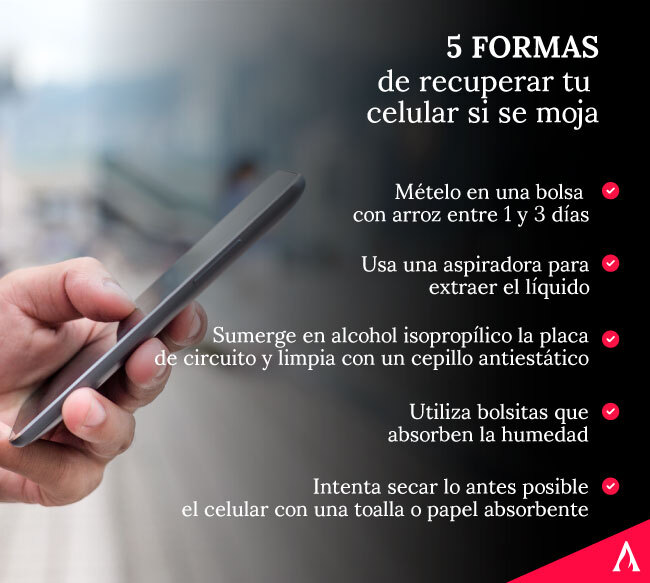 5 FORMAS
de recuperar tu
celular si se moja
Mételo en una bolsa
con arroz entre 1 y 3 días
Usa una aspiradora para
extraer el líquido
Sumerge en alcohol isopropílico la placa
de circuito y limpia con un cepillo antiestático
Utiliza bolsitas que
absorben la humedad
Intenta secar lo antes posible
el celular con una toalla o papel absorbente